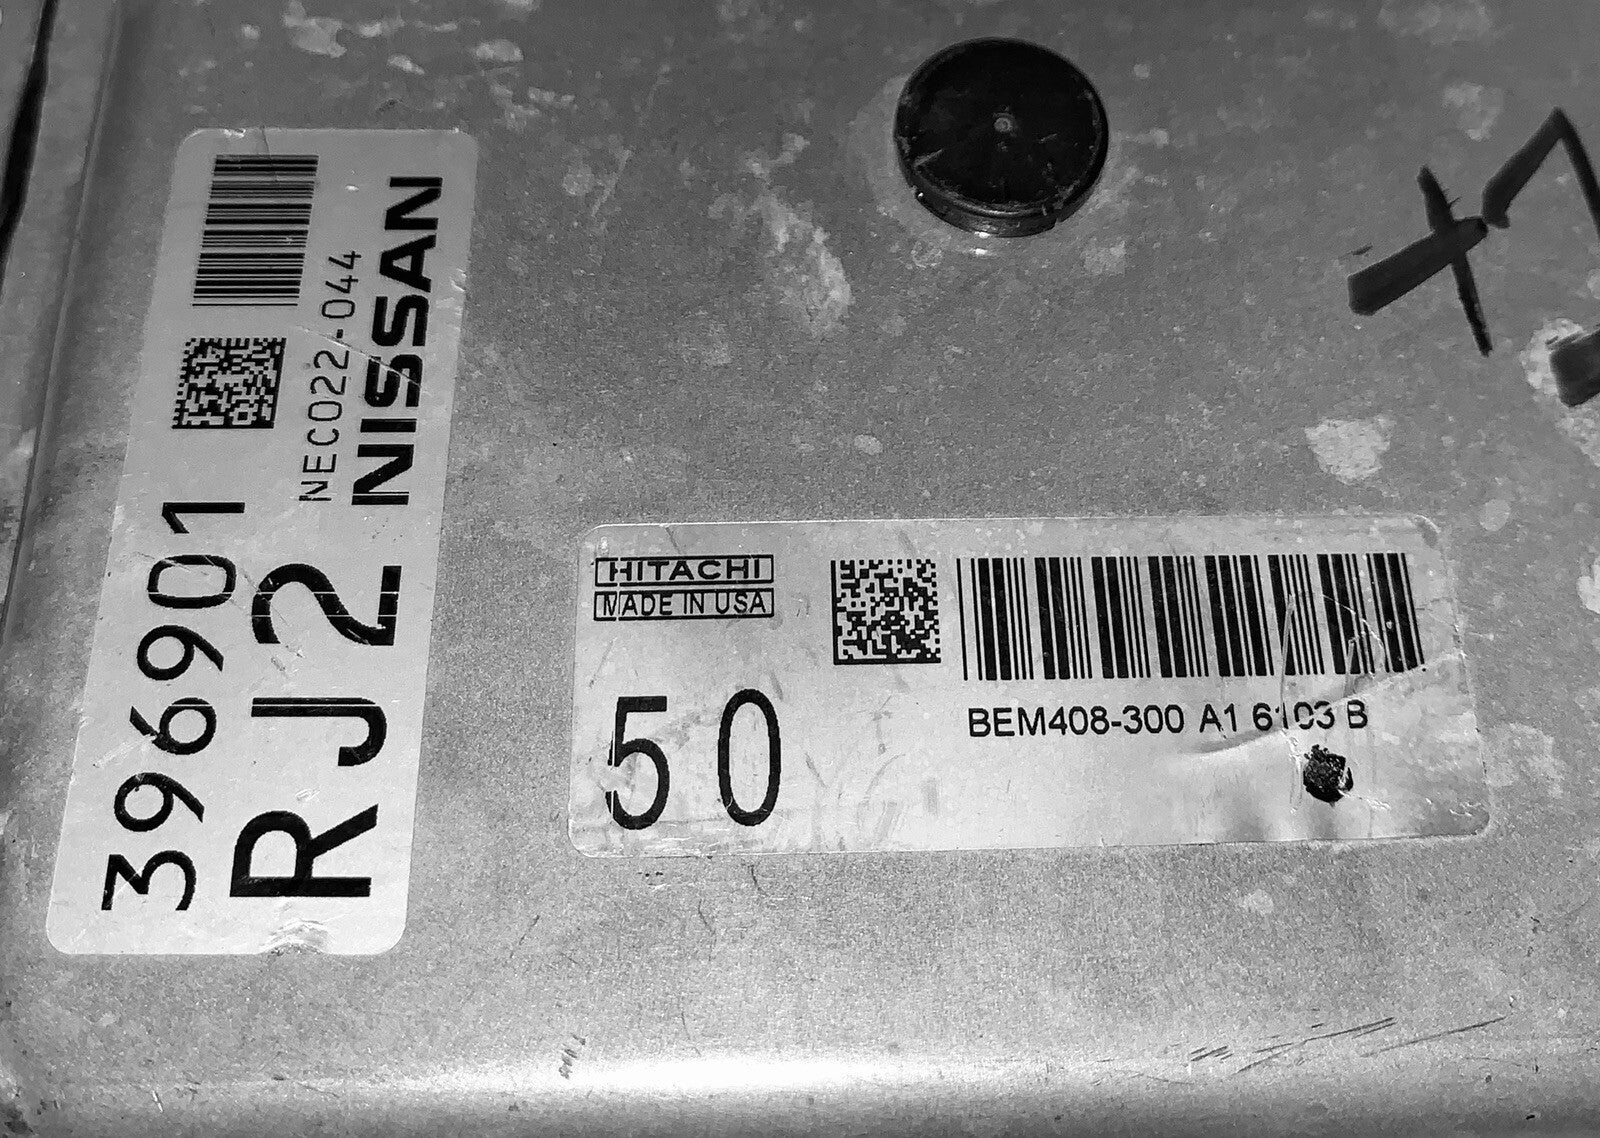 NISSAN
NEC022-044
396901
RJ2
HITACHI
MADE IN USA
50
BEM408-300 A1 6103 B